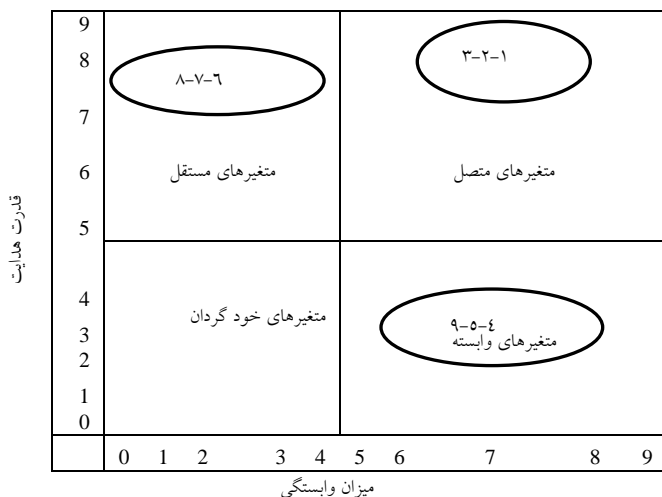 9
8
7
6
5
4
3
2
1
0
قدرت هدایت
۸-۷-٦
۳-۲-۱
متغیرهای مستقل
متغیرهای متصل
متغیرهای خود گردان
۹-٥-٤
متغیرهای وابسته
0 1 2 3 4 5 6 7 8 9
میزان وابستگی